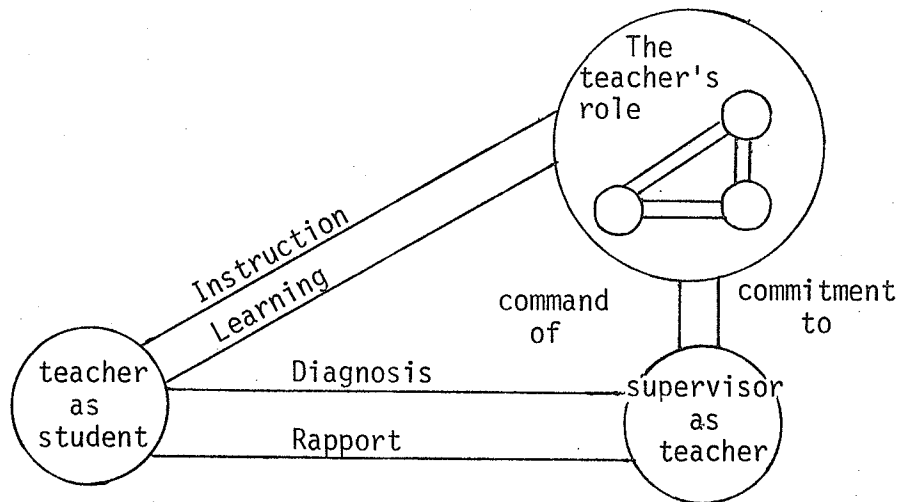 The
teacher's
role
Instruction
Learning
command
of
commitment
to
teacher
as
student
Diagnosis
Rapport
supervisor
as
teacher